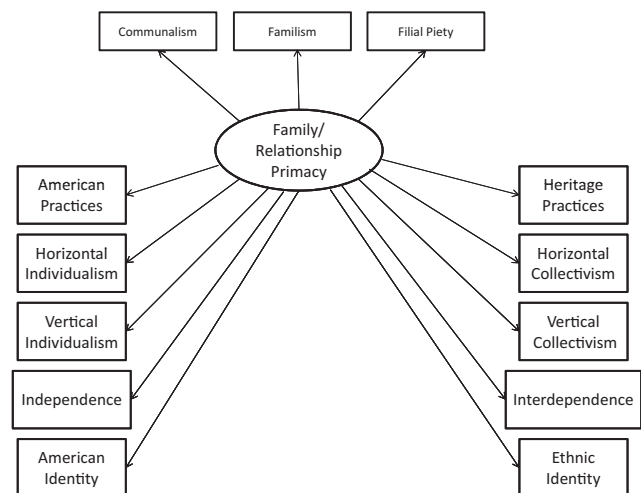 Communalism
Familism
Filial Piety
Family/
Relationship
Primacy
American
Practices
Heritage
Practices
Horizontal
Individualism
Horizontal
Collectivism
Vertical
Individualism
Vertical
Collectivism
Independence
Interdependence
American
Identity
Ethnic
Identity